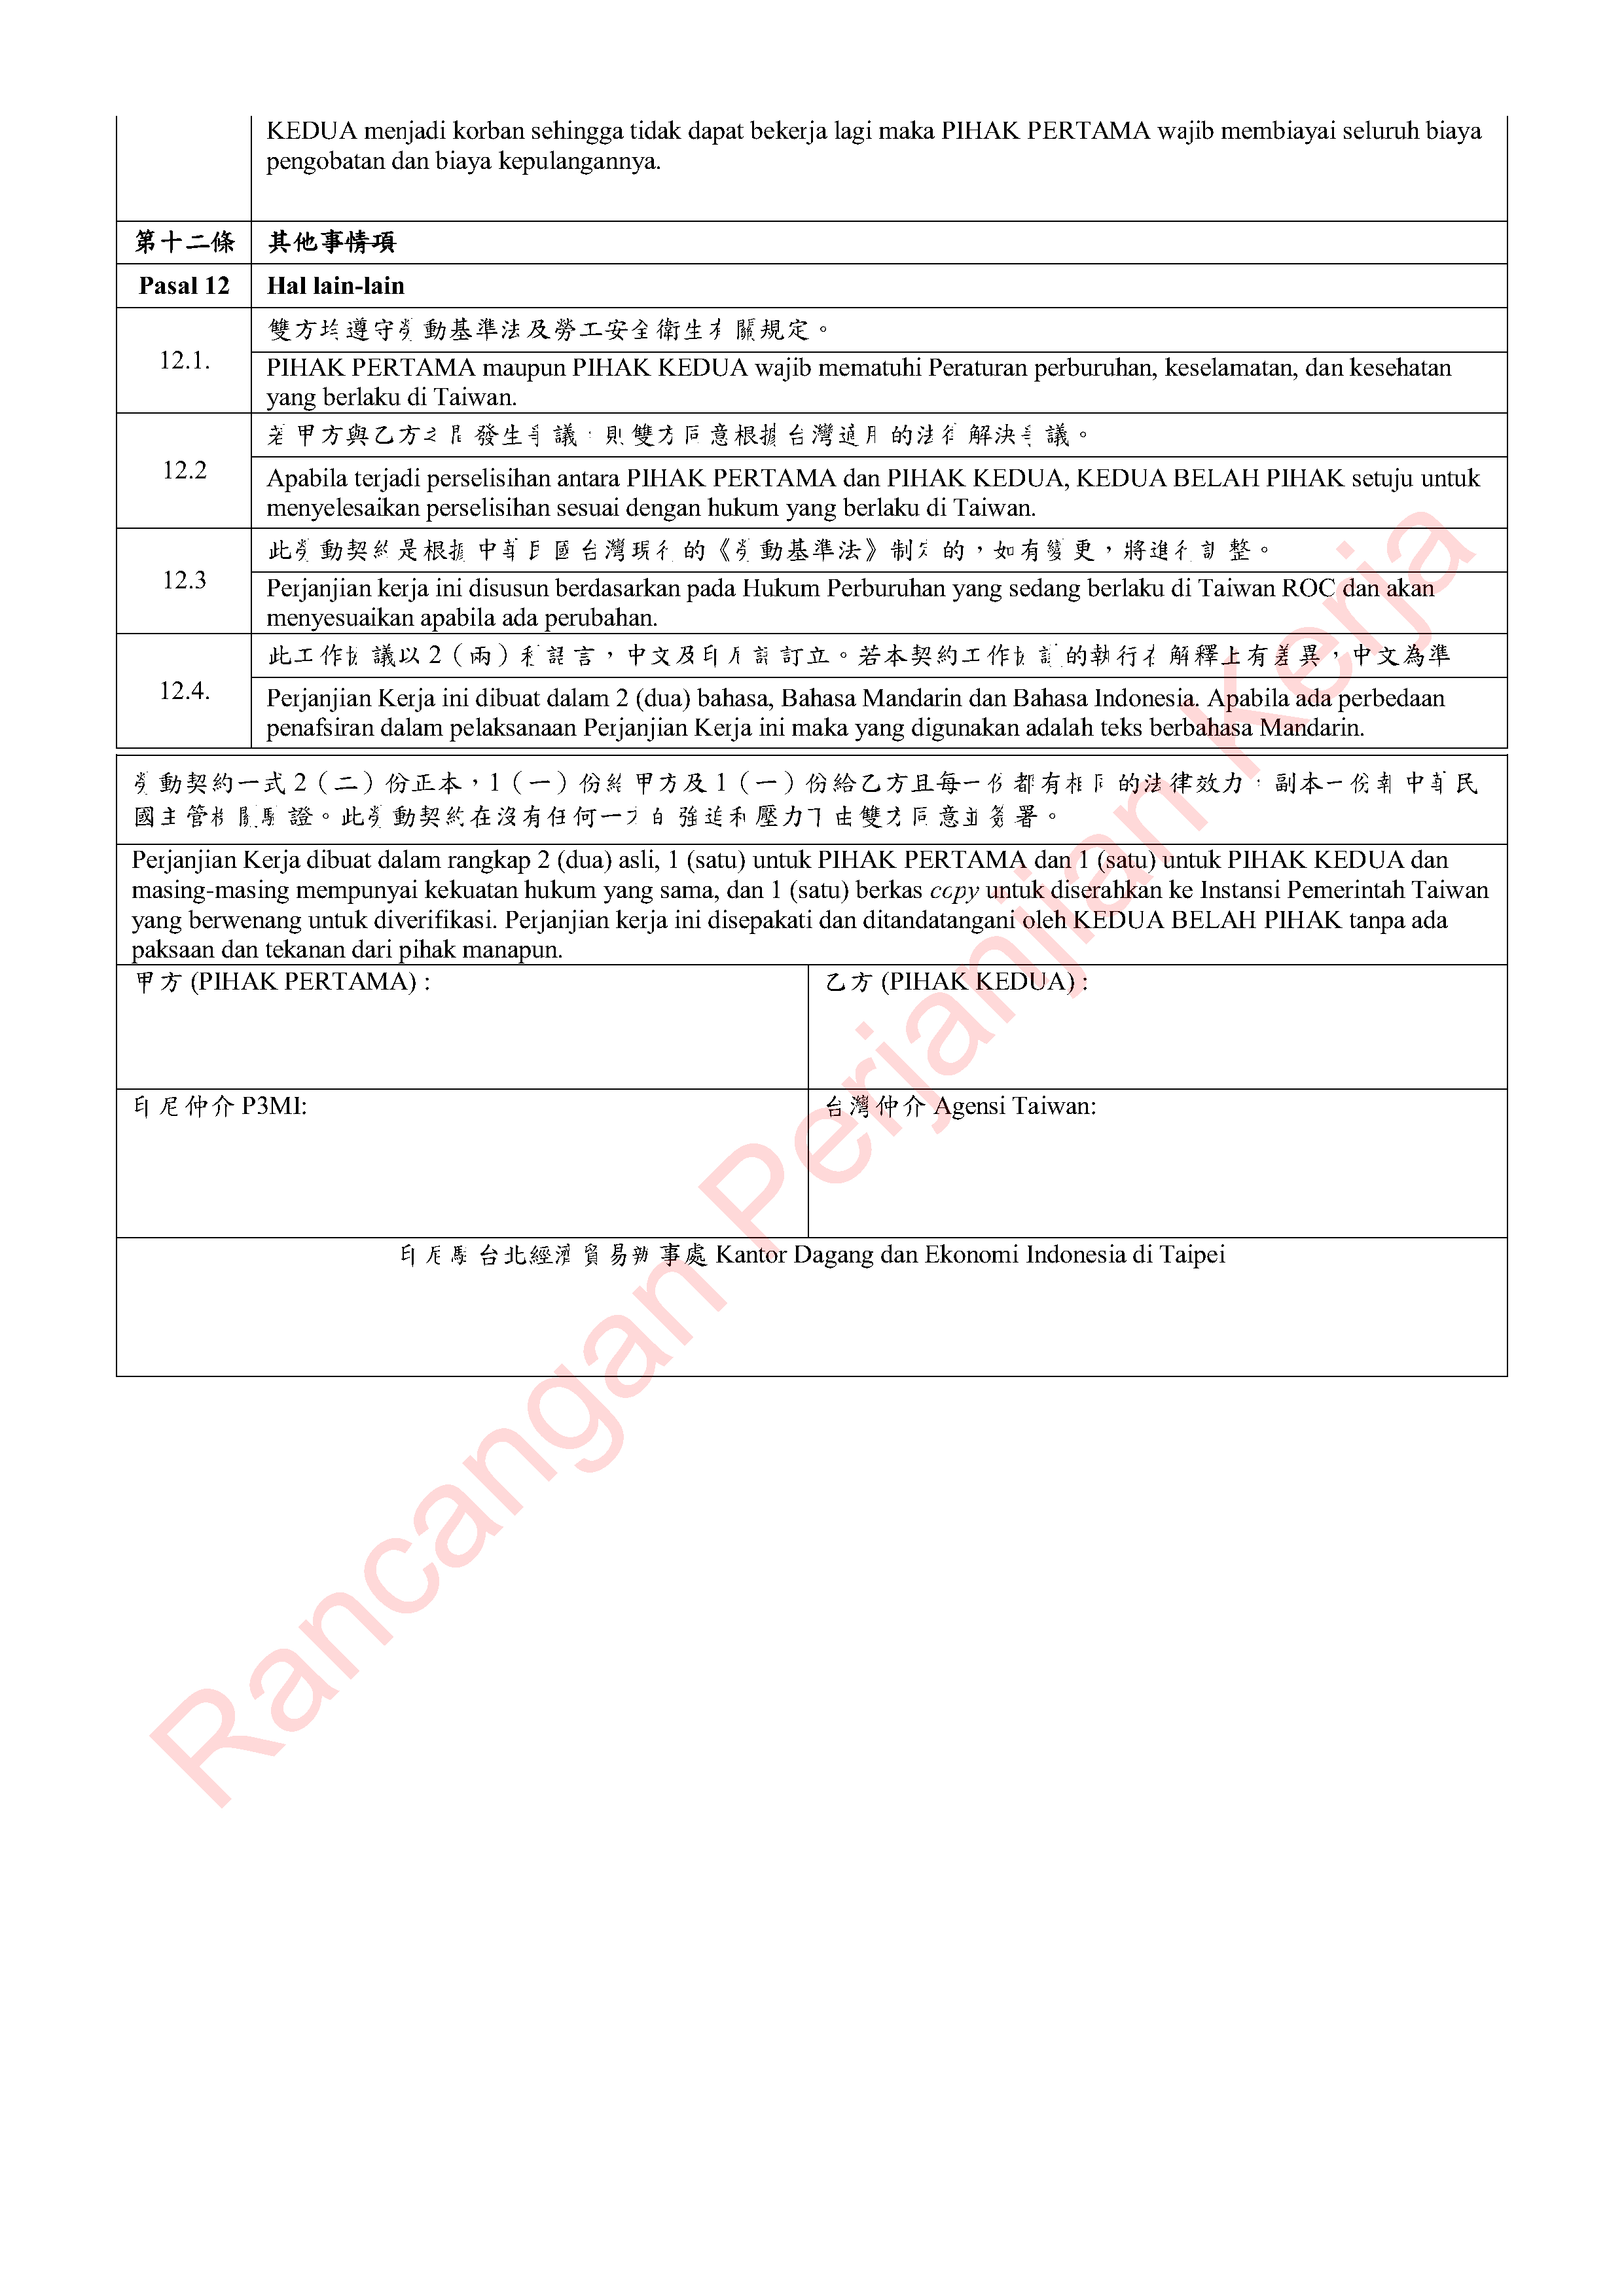 KEDUA menjadi korban sehingga tidak dapat bekerja lagi maka PIHAK PERTAMA wajib membiayai seluruh biaya
pengobatan dan biaya kepulangannya.
第十二條 其他事情項
Pasal 12 Hal lain-lain
12.1.
雙方均遵守勞動基準法及勞工安全衛生有關規定。
PIHAK PERTAMA maupun PIHAK KEDUA wajib mematuhi Peraturan perburuhan, keselamatan, dan kesehatan
yang berlaku di Taiwan.
12.2
若甲方與乙方之間發生爭議，則雙方同意根據台灣適用的法律解決爭議。
Apabila terjadi perselisihan antara PIHAK PERTAMA dan PIHAK KEDUA, KEDUA BELAH PIHAK setuju untuk
menyelesaikan perselisihan sesuai dengan hukum yang berlaku di Taiwan.
12.3
此勞動契約是根據中華民國台灣現行的《勞動基準法》制定的，如有變更，將進行調整。
Perjanjian kerja ini disusun berdasarkan pada Hukum Perburuhan yang sedang berlaku di Taiwan ROC dan akan
menyesuaikan apabila ada perubahan.
12.4.
此工作協議以 2（兩）種語言，中文及印尼語訂立。若本契約工作協議的執行在解釋上有差異，中文為準
Perjanjian Kerja ini dibuat dalam 2 (dua) bahasa, Bahasa Mandarin dan Bahasa Indonesia. Apabila ada perbedaan
penafsiran dalam pelaksanaan Perjanjian Kerja ini maka yang digunakan adalah teks berbahasa Mandarin.
勞動契約一式 2（二）份正本，1（一）份給甲方及 1（一）份給乙方且每一份都有相同的法律效力；副本一份報中華民
國主管機關驗證。此勞動契約在沒有任何一方的強迫和壓力下由雙方同意並簽署。
Perjanjian Kerja dibuat dalam rangkap 2 (dua) asli, 1 (satu) untuk PIHAK PERTAMA dan 1 (satu) untuk PIHAK KEDUA dan
masing-masing mempunyai kekuatan hukum yang sama, dan 1 (satu) berkas copy untuk diserahkan ke Instansi Pemerintah Taiwan
yang berwenang untuk diverifikasi. Perjanjian kerja ini disepakati dan ditandatangani oleh KEDUA BELAH PIHAK tanpa ada
paksaan dan tekanan dari pihak manapun.
甲方 (PIHAK PERTAMA) :
乙方 (PIHAK KEDUA) :
印尼仲介 P3MI:
台灣仲介 Agensi Taiwan:
印尼駐台北經濟貿易辦事處 Kantor Dagang dan Ekonomi Indonesia di Taipei
Rancangan Perjanjian Kerja